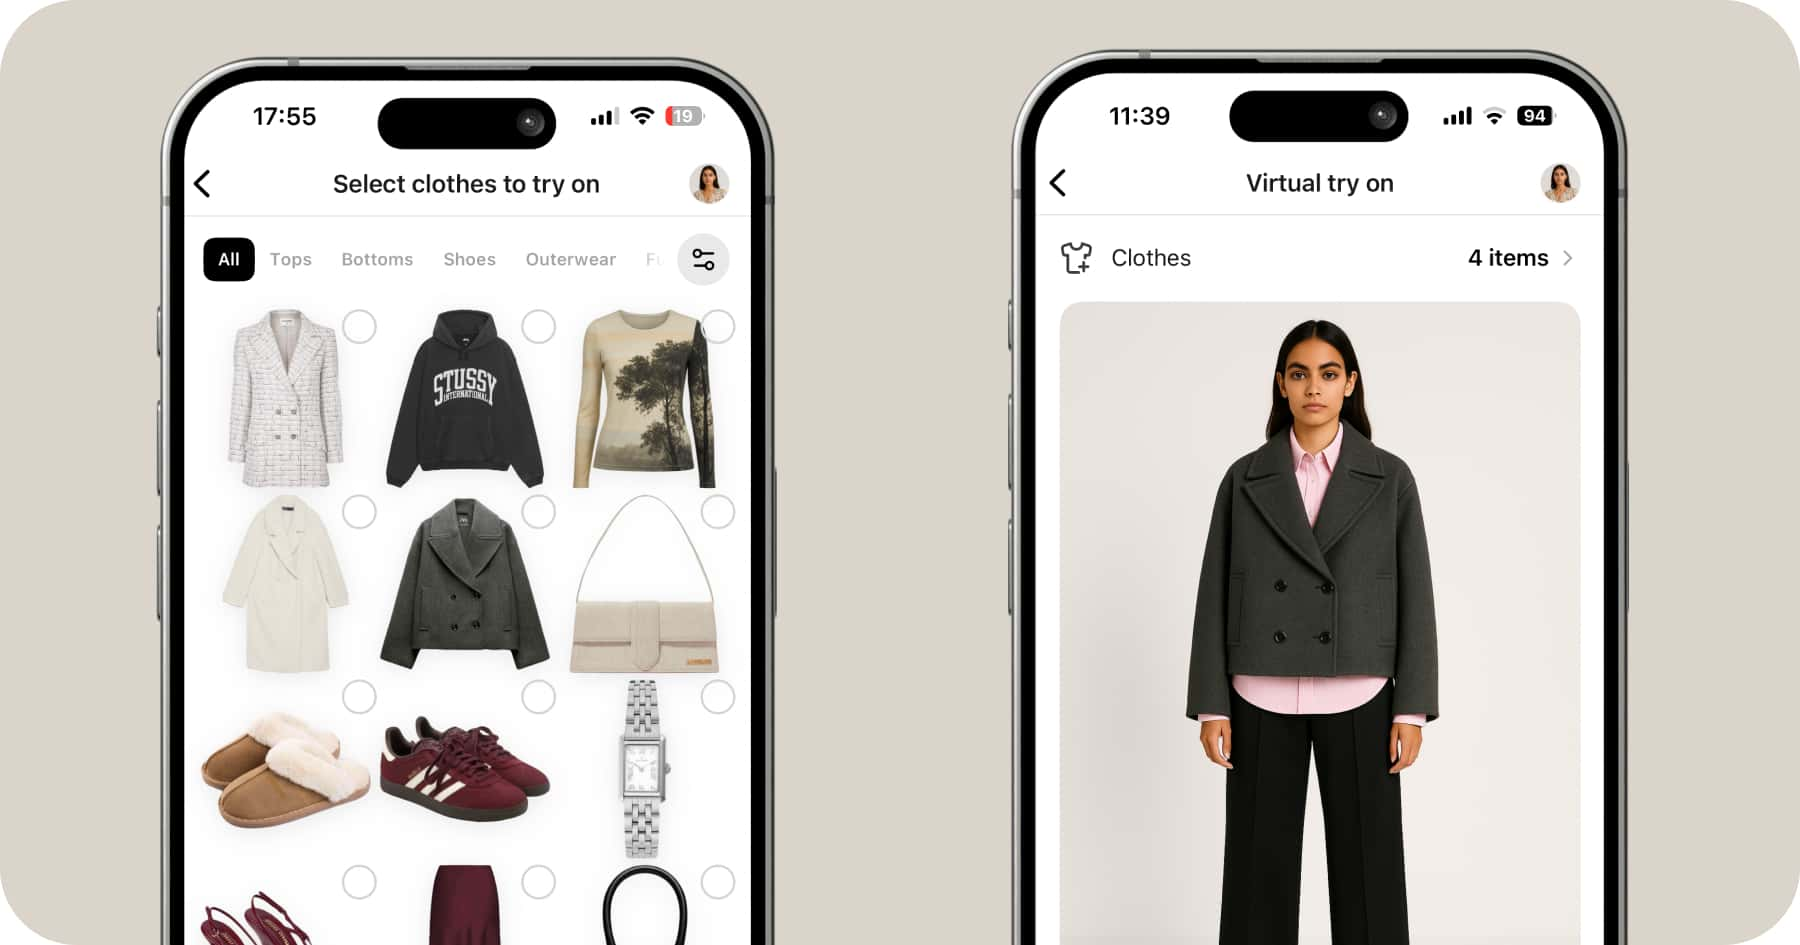 17:55
19
Select clothes to try on
All
Tops
Bottoms
Shoes
Outerwear
Fu
STUSSY
INTERNATIONAL
11:39
94
Virtual try on
Clothes
4 items